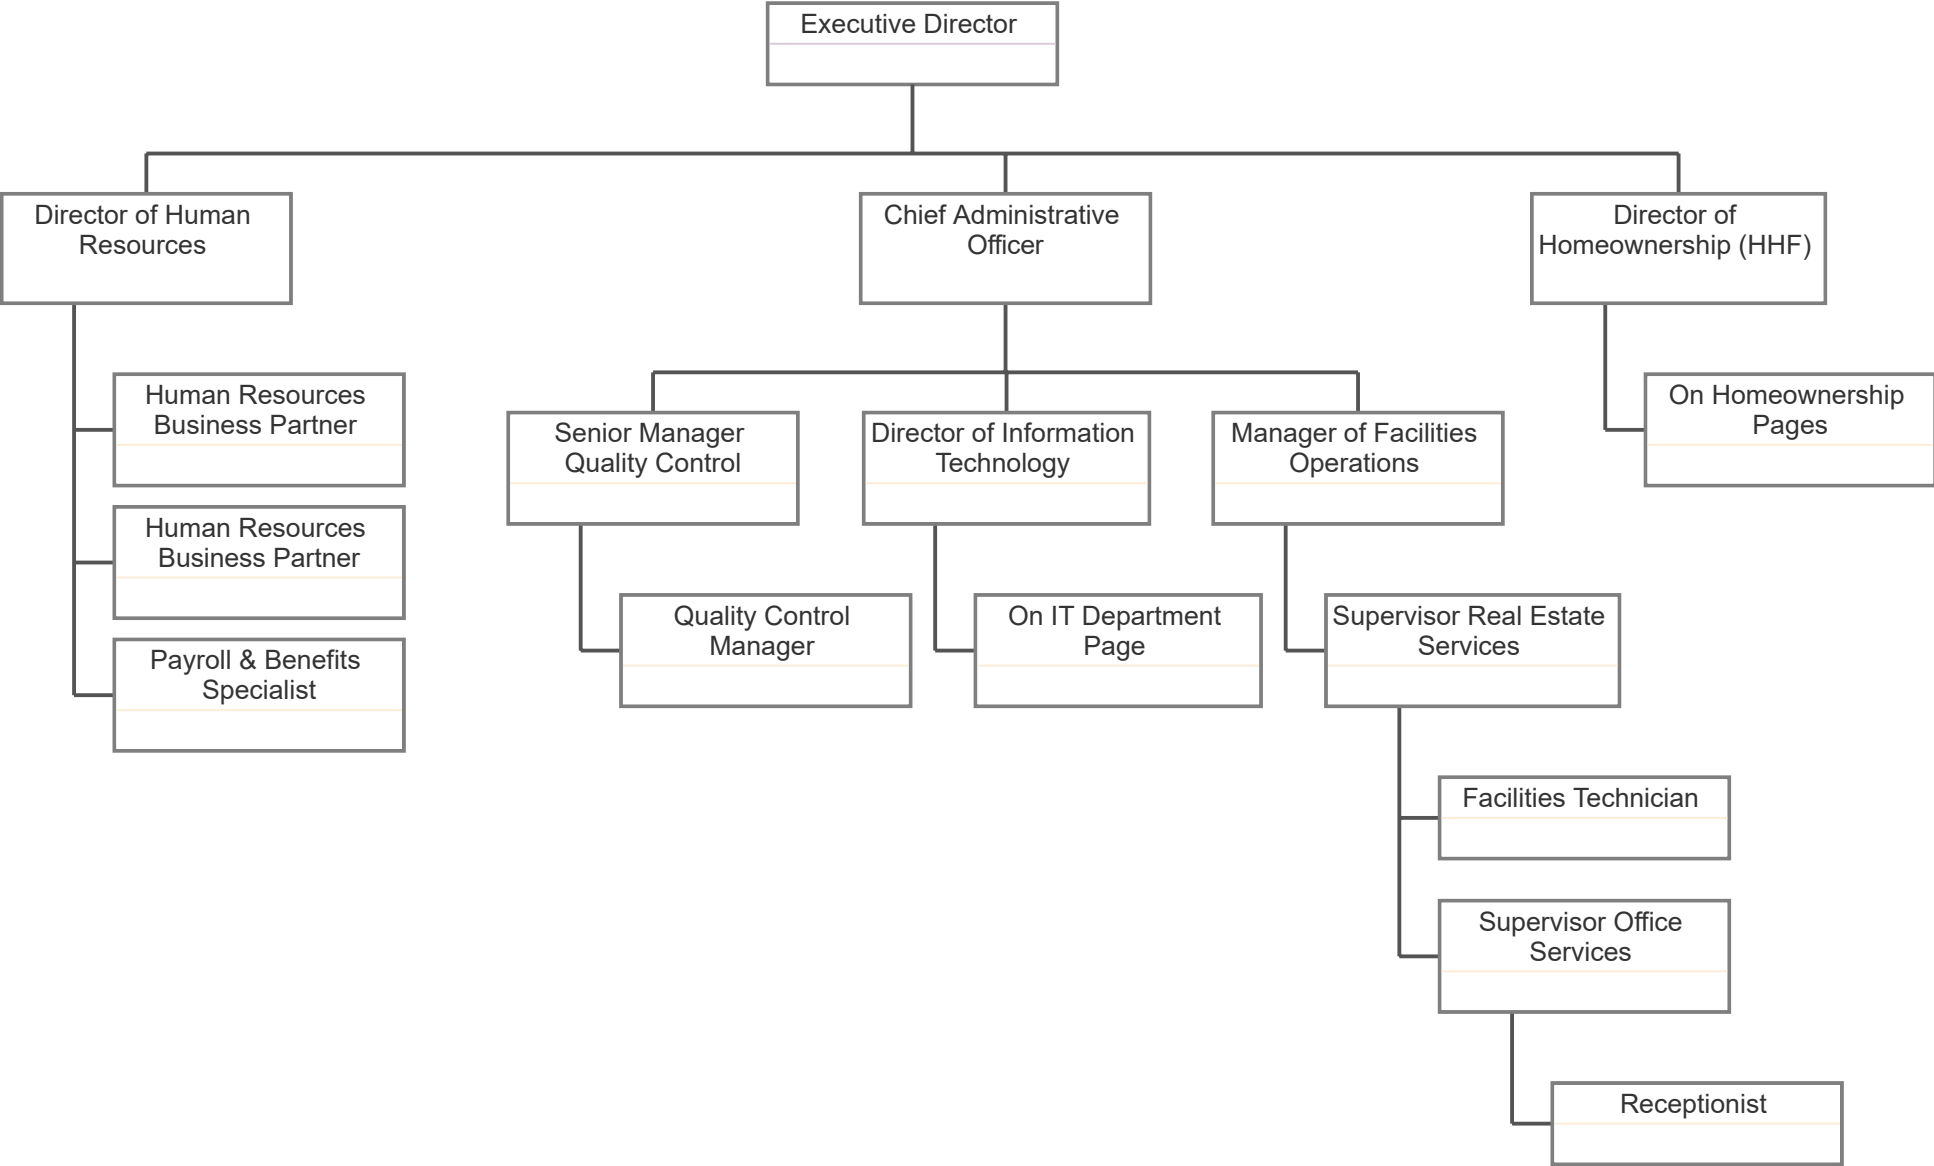 Executive Director
Director of Human
Resources
Chief Administrative
Officer
Director of
Homeownership (HHF)
Human Resources
Business Partner
Human Resources
Business Partner
Payroll & Benefits
Specialist
Senior Manager
Quality Control
Quality Control
Manager
Director of Information
Technology
On IT Department
Page
Manager of Facilities
Operations
Supervisor Real Estate
Services
Facilities Technician
Supervisor Office
Services
Receptionist
On Homeownership
Pages